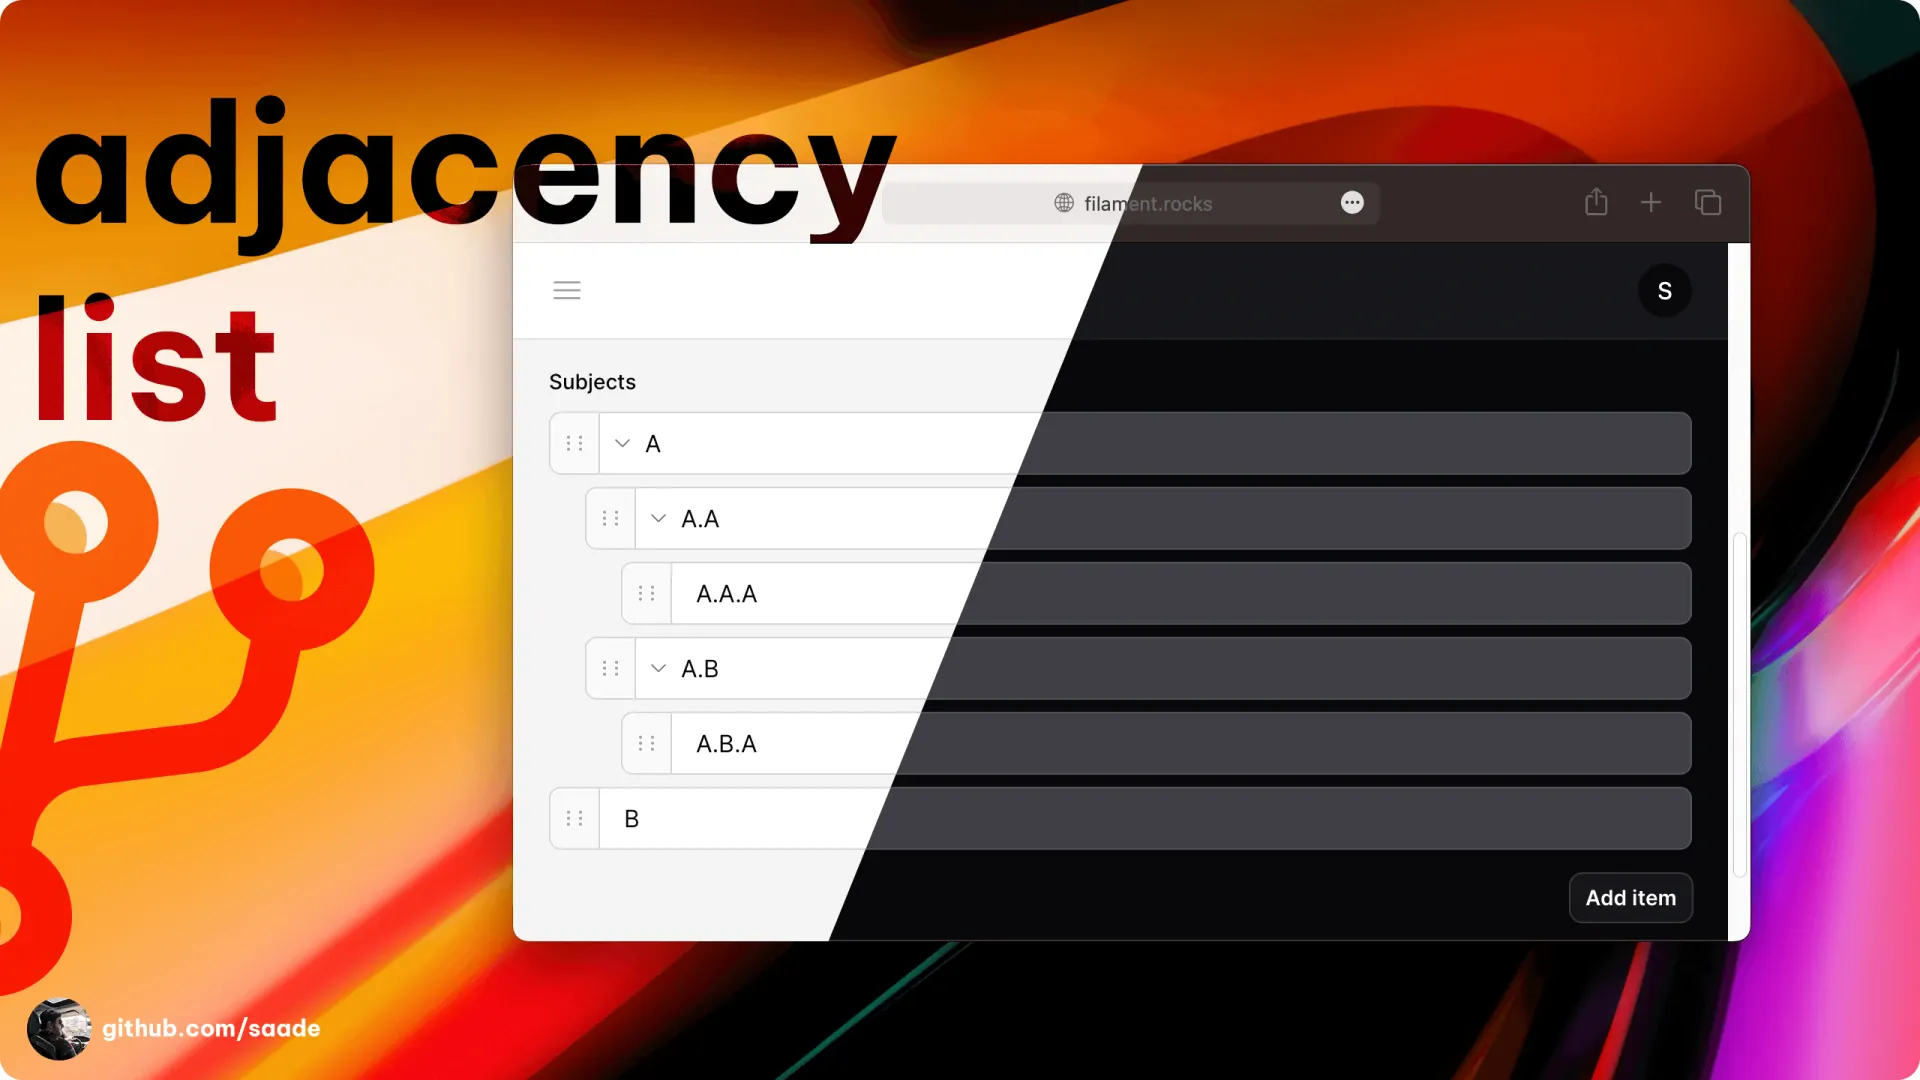 adjacency
list
filament.rocks
S
Subjects
A
A.A
A.A.A
A.B
A.B.A
B
Add item
github.com/saade